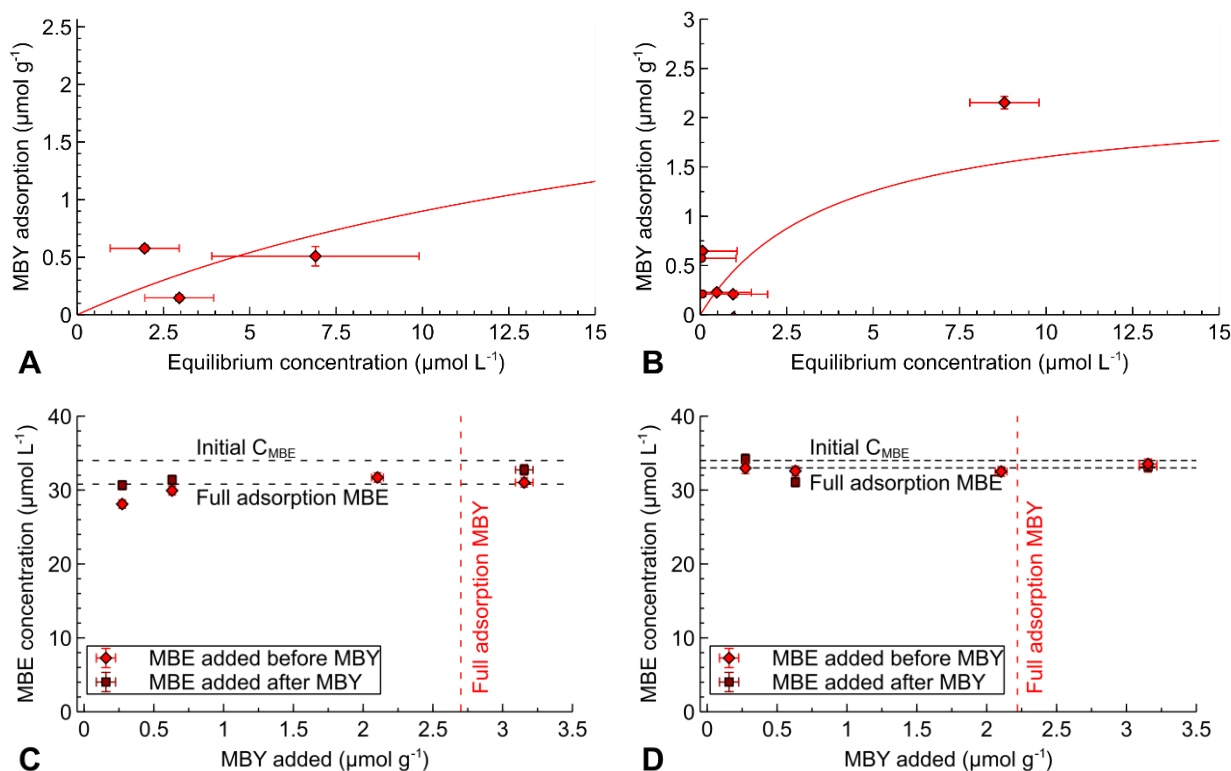 2.5
2
1.5
1
0.5
0
MBY adsorption (µmol g⁻¹)
0 2.5 5 7.5 10 12.5 15
Equilibrium concentration (µmol L⁻¹)
A
3
2.5
2
1.5
1
0.5
0
MBY adsorption (µmol g⁻¹)
0 2.5 5 7.5 10 12.5 15
Equilibrium concentration (µmol L⁻¹)
B
40
30
20
10
0
MBE concentration (µmol L⁻¹)
Initial C_MBE
Full adsorption MBE
Full adsorption MBY
MBE added before MBY
MBE added after MBY
0 0.5 1 1.5 2 2.5 3 3.5
MBY added (µmol g⁻¹)
C
40
30
20
10
0
MBE concentration (µmol L⁻¹)
Initial C_MBE
Full adsorption MBE
Full adsorption MBY
MBE added before MBY
MBE added after MBY
0 0.5 1 1.5 2 2.5 3 3.5
MBY added (µmol g⁻¹)
D